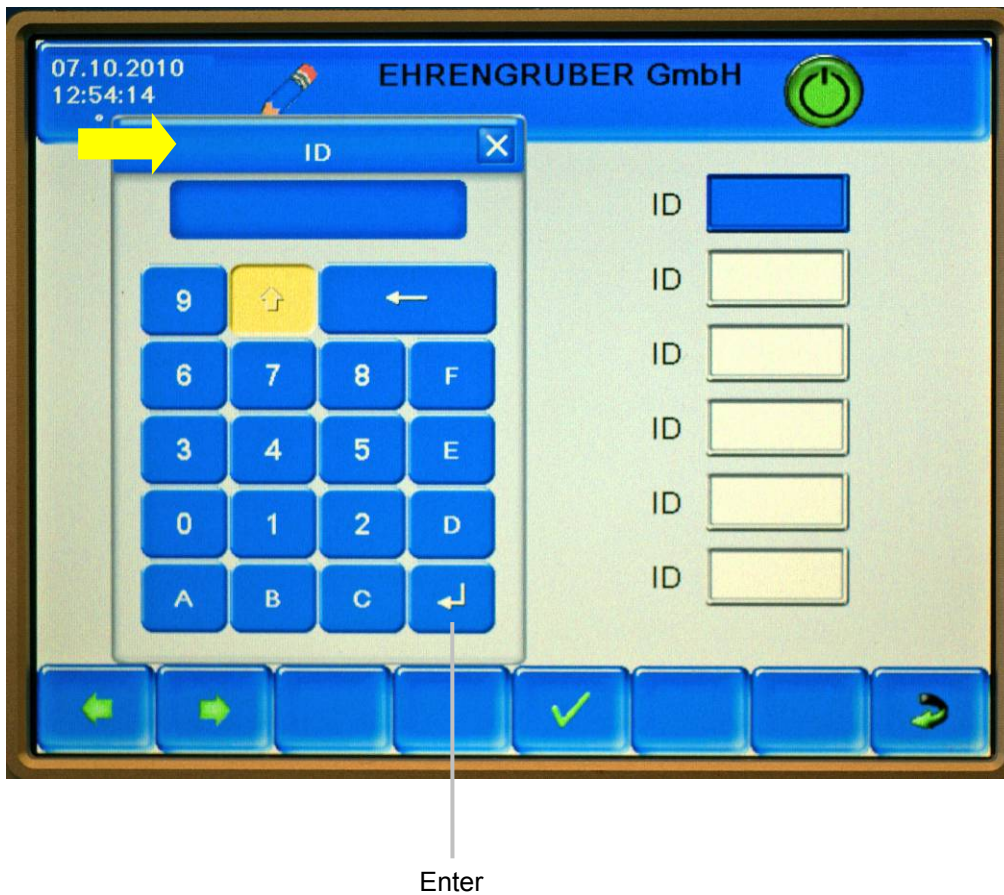 07.10.2010
12:54:14
EHRENGRUBER GmbH
ID
9
6 7 8 F
3 4 5 E
0 1 2 D
A B C
ID
ID
ID
ID
ID
ID
Enter